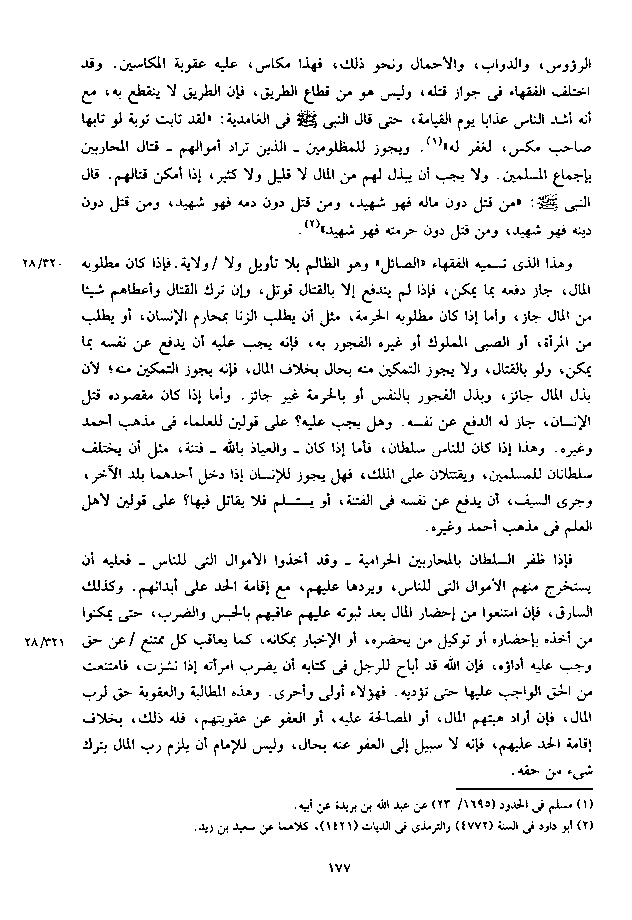 الرؤوس، والدواب، والأحمال ونحو ذلك، فهذا مكاس، عليه عقوبة المكاسين. وقد
اختلف الفقهاء فى جواز قتله، وليس هو من قطاع الطريق، فإن الطريق لا ينقطع به، مع
أنه أشد الناس عذابا يوم القيامة، حتى قال النبى ﷺ فى الغامدية: «لقد تابت توبة لو تابها
صاحب مكس، لغفر له»(١). ويجوز للمظلومين ـ الذين تراد أموالهم ـ قتال المحاربين
بإجماع المسلمين. ولا يجب أن يبذل لهم من المال لا قليل ولا كثير، إذا أمكن قتالهم. قال
النبى ﷺ: «من قتل دون ماله فهو شهيد، ومن قتل دون دمه فهو شهيد، ومن قتل دون
دينه فهو شهيد، ومن قتل دون حرمته فهو شهيد»(٢).
وهذا الذى تسميه الفقهاء «الصائل» وهو الظالم بلا تأويل ولا /ولاية. فإذا كان مطلوبه ٢٨/٣٢٠
المال، جاز دفعه بما يمكن، فإذا لم يندفع إلا بالقتال قوتل، وإن ترك القتال وأعطاهم شيئا
من المال جاز، وأما إذا كان مطلوبه الحرمة، مثل أن يطلب الزنا بمحارم الإنسان، أو يطلب
من المرأة، أو الصبى المملوك أو غيره الفجور به، فإنه يجب عليه أن يدفع عن نفسه بما
يمكن، ولو بالقتال، ولا يجوز التمكين منه بحال بخلاف المال، فإنه يجوز التمكين منه؛ لأن
بذل المال جائز، وبذل الفجور بالنفس أو بالحرمة غير جائز. وأما إذا كان مقصوده قتل
الإنسان، جاز له الدفع عن نفسه. وهل يجب عليه؟ على قولين للعلماء فى مذهب أحمد
وغيره. وهذا إذا كان للناس سلطان، فأما إذا كان ـ والعياذ بالله ـ فتنة، مثل أن يختلف
سلطانان للمسلمين، ويقتتلان على الملك، فهل يجوز للإنسان إذا دخل أحدهما بلد الآخر،
وجرى السيف، أن يدفع عن نفسه فى الفتنة، أو يستسلم فلا يقاتل فيها؟ على قولين لأهل
العلم فى مذهب أحمد وغيره.
فإذا ظفر السلطان بالمحاربين الحرامية ـ وقد أخذوا الأموال التى للناس ـ فعليه أن
يستخرج منهم الأموال التى للناس، ويردها عليهم، مع إقامة الحد على أبدانهم. وكذلك
السارق، فإن امتنعوا من إحضار المال بعد ثبوته عليهم عاقبهم بالحبس والضرب، حتى يمكنوا
من أخذه بإحضاره أو توكيل من يحضره، أو الإخبار بمكانه، كما يعاقب كل ممتنع /عن حق ٢٨/٣٢١
وجب عليه أداؤه، فإن الله قد أباح للرجل فى كتابه أن يضرب امرأته إذا نشزت، فامتنعت
من الحق الواجب عليها حتى تؤديه. فهؤلاء أولى وأحرى. وهذه المطالبة والعقوبة حق لرب
المال، فإن أراد هبتهم المال، أو المصالحة عليه، أو العفو عن عقوبتهم، فله ذلك، بخلاف
إقامة الحد عليهم، فإنه لا سبيل إلى العفو عنه بحال، وليس للإمام أن يلزم رب المال بترك
شىء من حقه.
(١) مسلم فى الحدود (١٦٩٥/ ٢٣) عن عبد الله بن بريدة عن أبيه.
(٢) أبو داود فى السنة (٤٧٧٢) والترمذى فى الديات (١٤٢١)، كلاهما عن سعيد بن زيد.
١٧٧